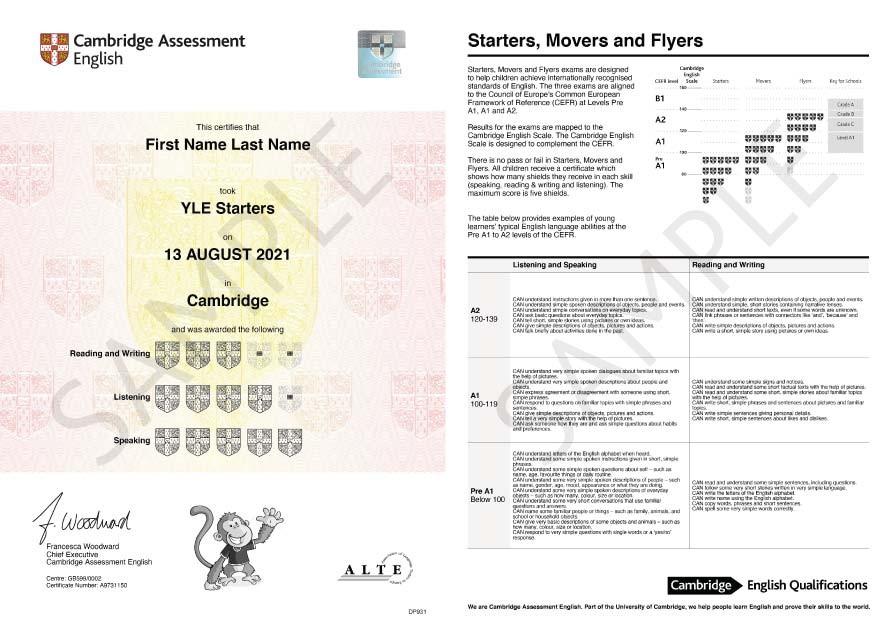 Cambridge Assessment
English
Cambridge
Assessment
This certifies that
First Name Last Name
took
YLE Starters
on
13 AUGUST 2021
in
Cambridge
and was awarded the following
Reading and Writing
Listening
Speaking
SAMPLE
J. Woodward
Francesca Woodward
Chief Executive
Cambridge Assessment English
Centre: GB599/0002
Certificate Number: A9731150
ALTE
DP931
Starters, Movers and Flyers
Starters, Movers and Flyers exams are designed
to help children achieve internationally recognised
standards of English. The three exams are aligned
to the Council of Europe's Common European
Framework of Reference (CEFR) at Levels Pre
A1, A1 and A2.
Results for the exams are mapped to the
Cambridge English Scale. The Cambridge English
Scale is designed to complement the CEFR.
There is no pass or fail in Starters, Movers and
Flyers. All children receive a certificate which
shows how many shields they receive in each skill
(speaking, reading & writing and listening). The
maximum score is five shields.
The table below provides examples of young
learners' typical English language abilities at the
Pre A1 to A2 levels of the CEFR.
CEFR level
Cambridge
English
Scale
Starters
Movers
Flyers
Key for Schools
160
B1
140
A2
120
A1
100
Pre
A1
80
Grade A
Grade B
Grade C
Level A1
SAMPLE
Listening and Speaking
Reading and Writing
A2
120-139
CAN understand instructions given in more than one sentence.
CAN understand simple spoken descriptions of objects, people and events.
CAN understand simple conversations on everyday topics.
CAN ask basic questions about everyday topics.
CAN tell short, simple stories using pictures or own ideas.
CAN give simple descriptions of objects, pictures and actions.
CAN talk briefly about activities done in the past.
CAN understand simple written descriptions of objects, people and events.
CAN understand simple, short stories containing narrative tenses.
CAN read and understand short texts, even if some words are unknown.
CAN link phrases or sentences with connectors like 'and', 'because' and
'then'.
CAN write simple descriptions of objects, pictures and actions.
CAN write a short, simple story using pictures or own ideas.
A1
100-119
CAN understand very simple spoken dialogues about familiar topics with
the help of pictures.
CAN understand very simple spoken descriptions about people and
objects.
CAN express agreement or disagreement with someone using short,
simple phrases.
CAN respond to questions on familiar topics with simple phrases and
sentences.
CAN give simple descriptions of objects, pictures and actions.
CAN tell a very simple story with the help of pictures.
CAN ask someone how they are and ask simple questions about habits
and preferences.
CAN understand some simple signs and notices.
CAN read and understand some short factual texts with the help of pictures.
CAN read and understand some short, simple stories about familiar topics
with the help of pictures.
CAN write short, simple phrases and sentences about pictures and familiar
topics.
CAN write simple sentences giving personal details.
CAN write short, simple sentences about likes and dislikes.
Pre A1
Below 100
CAN understand letters of the English alphabet when heard.
CAN understand some simple spoken instructions given in short, simple
phrases.
CAN understand some simple spoken questions about self – such as
name, age, favourite things or daily routine.
CAN understand some very simple spoken descriptions of people – such
as name, gender, age, mood, appearance or what they are doing.
CAN understand some very simple spoken descriptions of everyday
objects – such as how many, colour, size or location.
CAN understand some very short conversations that use familiar
questions and answers.
CAN name some familiar people or things – such as family, animals, and
school or household objects.
CAN give very basic descriptions of some objects and animals – such as
how many, colour, size or location.
CAN respond to very simple questions with single words or a 'yes/no'
response.
CAN read and understand some simple sentences, including questions.
CAN follow some very short stories written in very simple language.
CAN write the letters of the English alphabet.
CAN write name using the English alphabet.
CAN copy words, phrases and short sentences.
CAN spell some very simple words correctly.
Cambridge English Qualifications
We are Cambridge Assessment English. Part of the University of Cambridge, we help people learn English and prove their skills to the world.